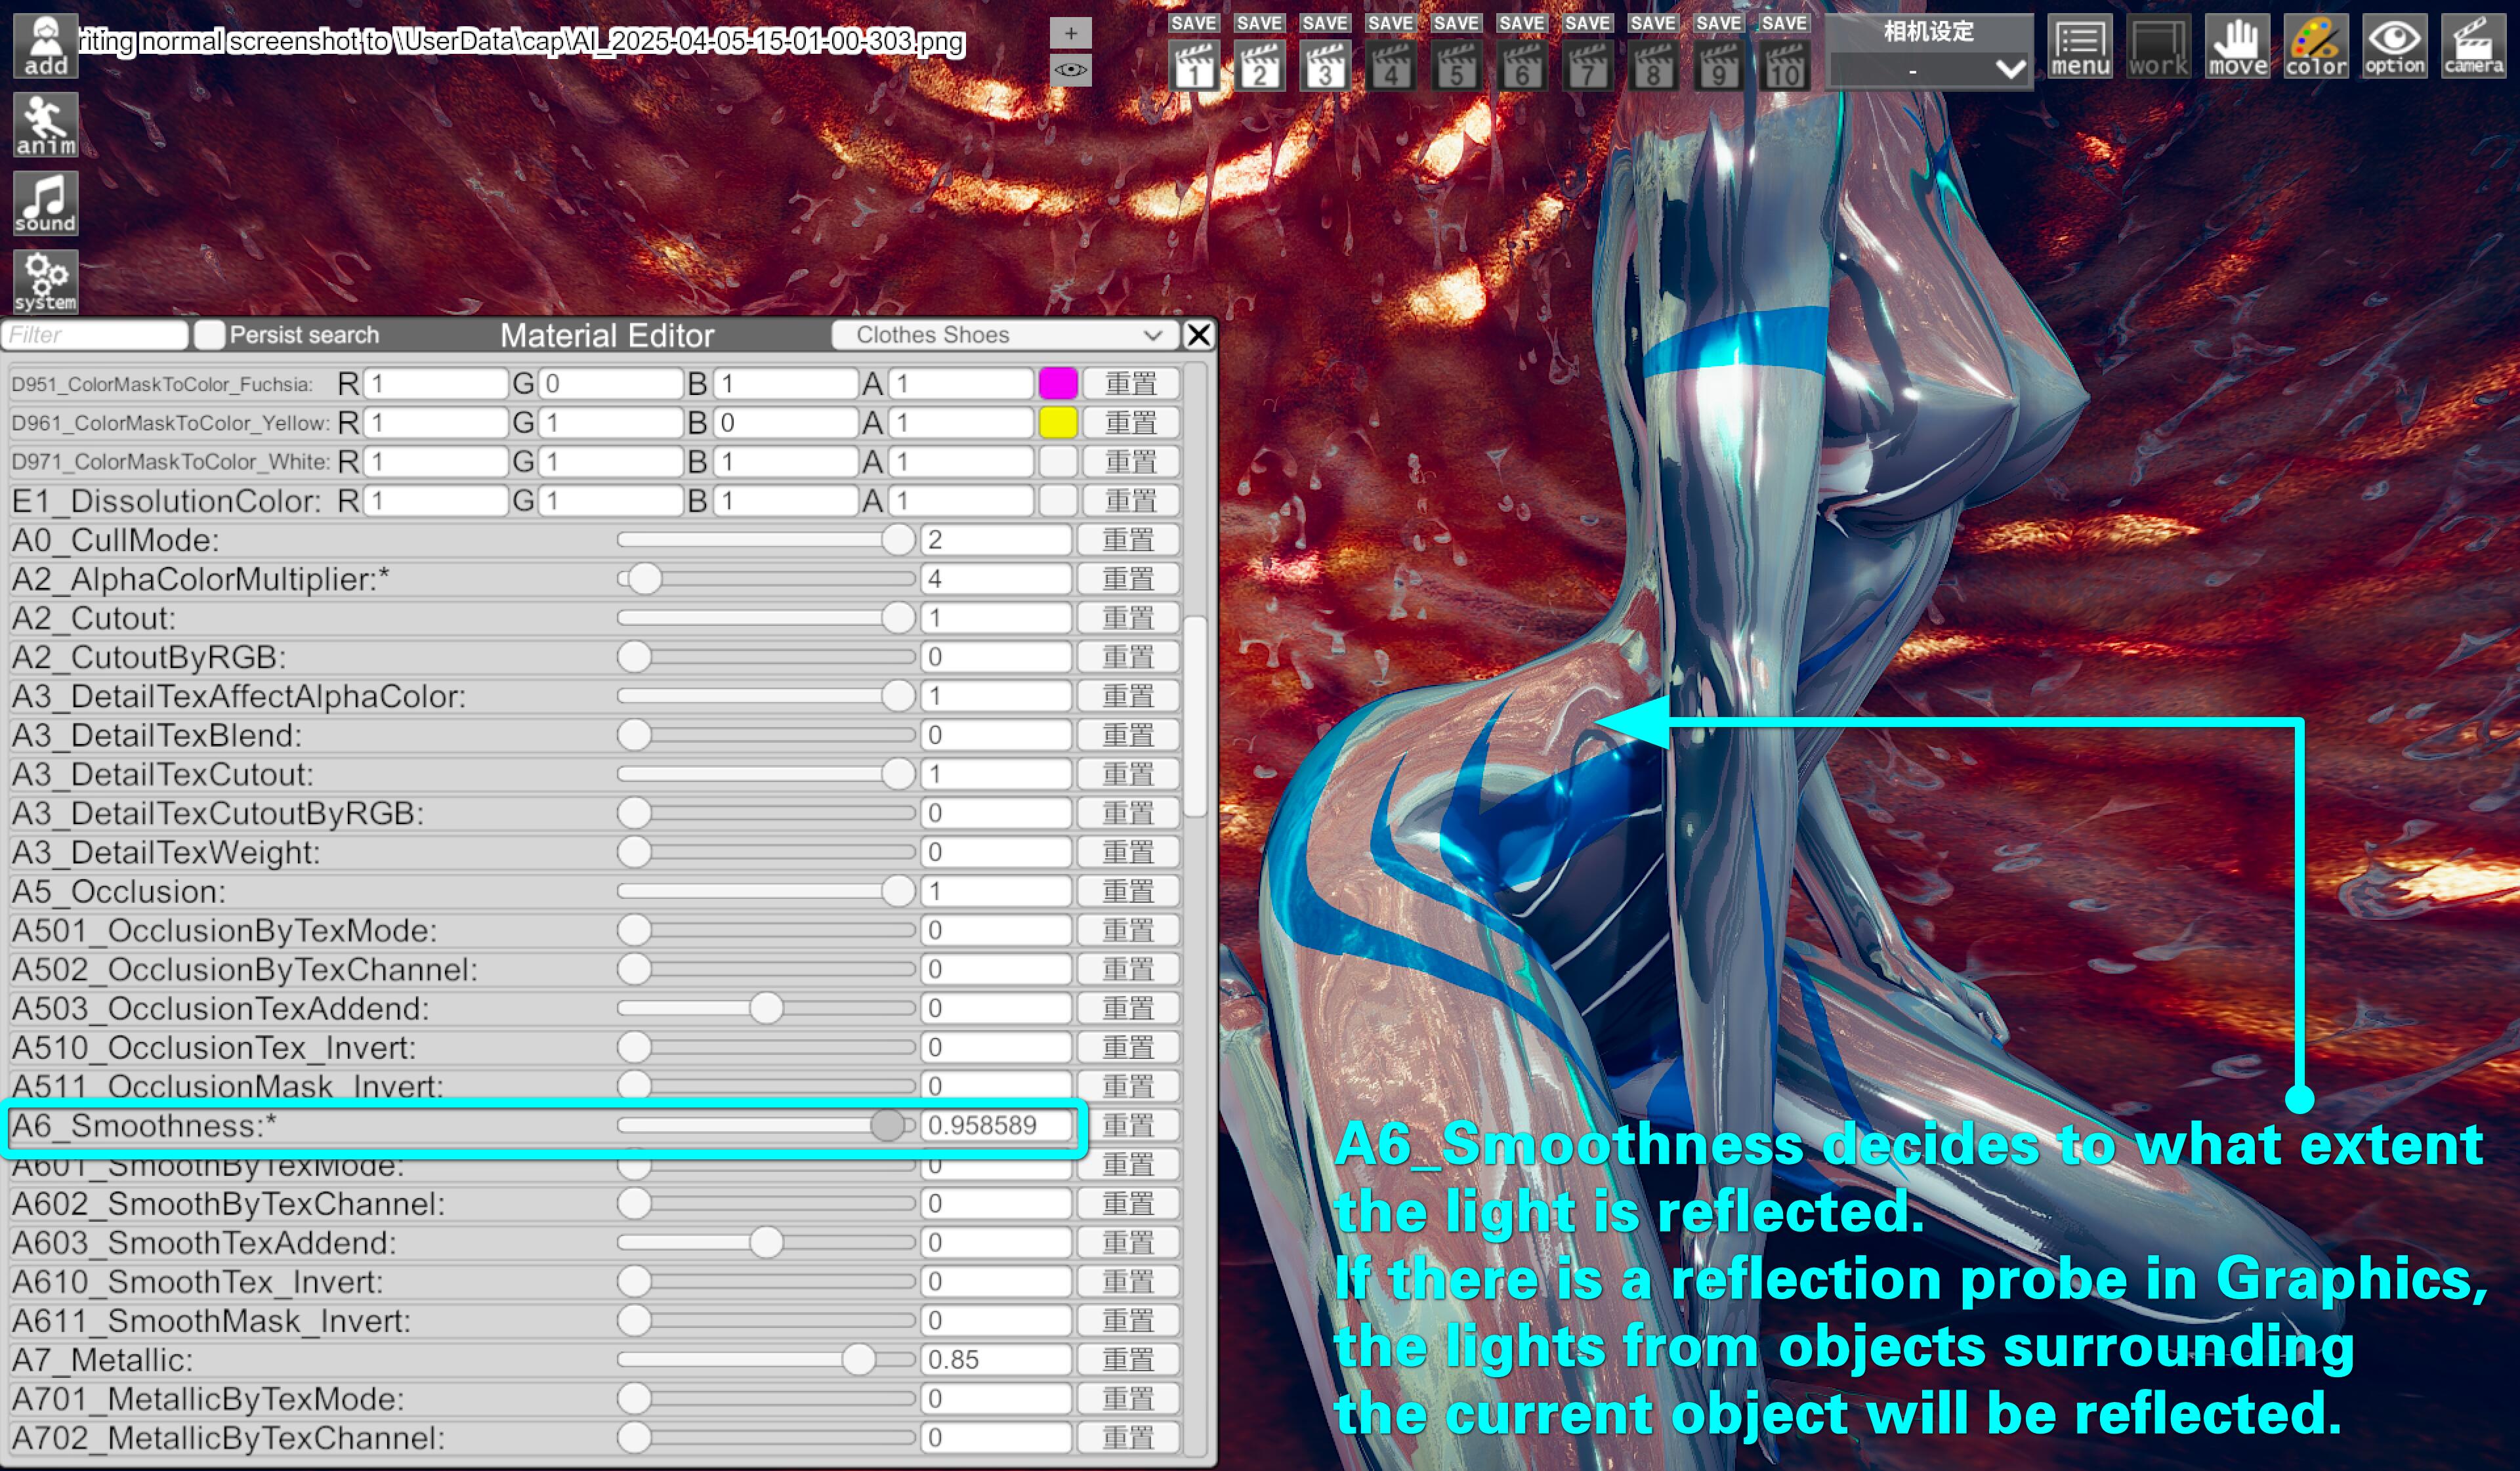 add
riting normal screenshot to \UserData\cap\AI_2025-04-05-15-01-00-303.png
+
SAVE SAVE SAVE SAVE SAVE SAVE SAVE SAVE SAVE SAVE
1 2 3 4 5 6 7 8 9 10
相机设定
-
menu work move color option camera
anim
sound
system
Filter Persist search Material Editor Clothes Shoes X
D951_ColorMaskToColor_Fuchsia: R 1 G 0 B 1 A 1 重置
D961_ColorMaskToColor_Yellow: R 1 G 1 B 0 A 1 重置
D971_ColorMaskToColor_White: R 1 G 1 B 1 A 1 重置
E1_DissolutionColor: R 1 G 1 B 1 A 1 重置
A0_CullMode: 2 重置
A2_AlphaColorMultiplier:* 4 重置
A2_Cutout: 1 重置
A2_CutoutByRGB: 0 重置
A3_DetailTexAffectAlphaColor: 1 重置
A3_DetailTexBlend: 0 重置
A3_DetailTexCutout: 1 重置
A3_DetailTexCutoutByRGB: 0 重置
A3_DetailTexWeight: 0 重置
A5_Occlusion: 1 重置
A501_OcclusionByTexMode: 0 重置
A502_OcclusionByTexChannel: 0 重置
A503_OcclusionTexAddend: 0 重置
A510_OcclusionTex_Invert: 0 重置
A511_OcclusionMask_Invert: 0 重置
A6_Smoothness:* 0.958589 重置
A601_SmoothByTexMode: 0 重置
A602_SmoothByTexChannel: 0 重置
A603_SmoothTexAddend: 0 重置
A610_SmoothTex_Invert: 0 重置
A611_SmoothMask_Invert: 0 重置
A7_Metallic: 0.85 重置
A701_MetallicByTexMode: 0 重置
A702_MetallicByTexChannel: 0 重置
A6_Smoothness decides to what extent
the light is reflected.
If there is a reflection probe in Graphics,
the lights from objects surrounding
the current object will be reflected.